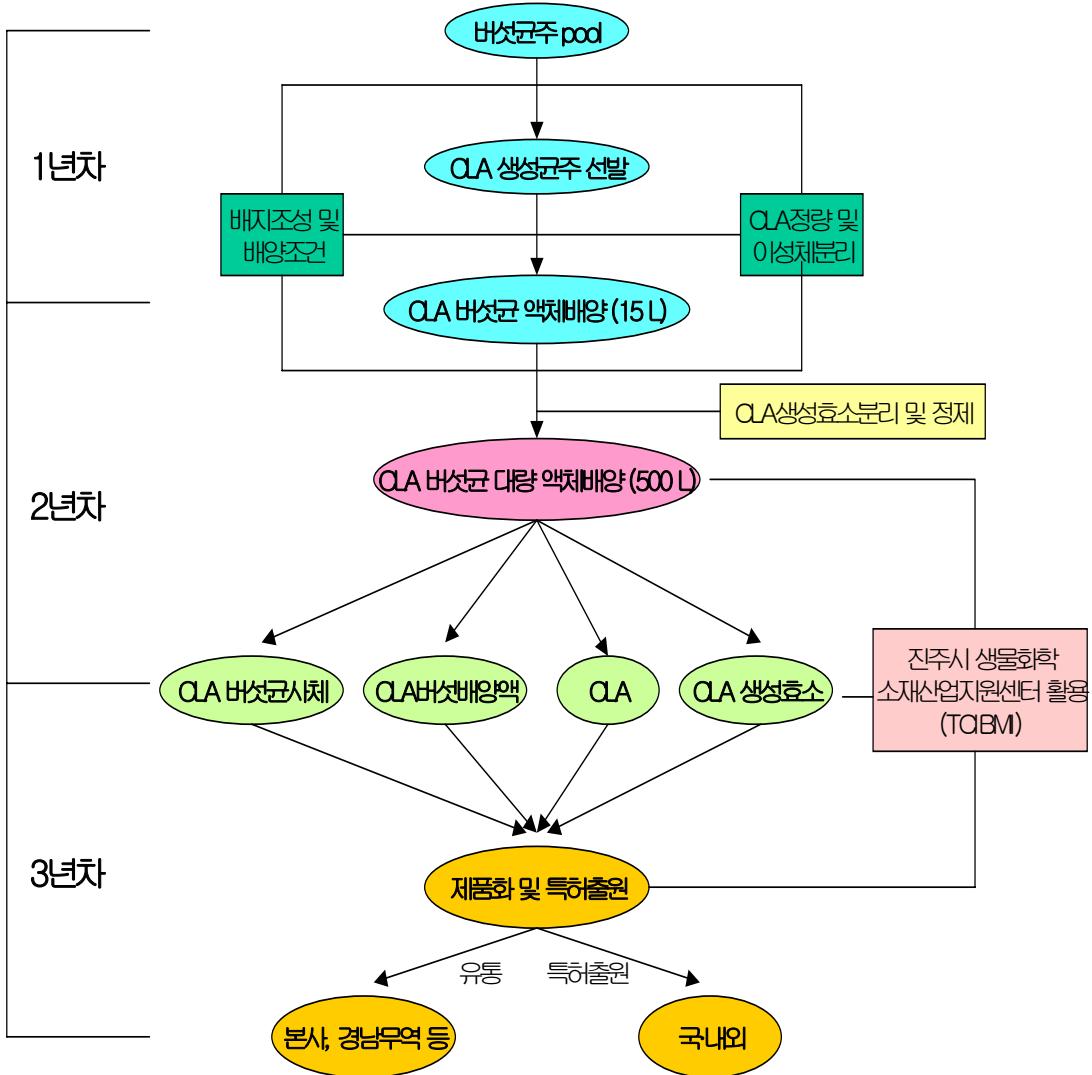 버섯균주 pool
1년차
CLA 생성균주 선발
배지조성 및
배양조건
CLA정량 및
이성체분리
CLA 버섯균 액체배양 (15 L)
CLA생성효소분리 및 정제
CLA 버섯균 대량 액체배양 (500 L)
2년차
CLA 버섯균사체
CLA버섯배양액
CLA
CLA 생성효소
진주시 생물화학
소재산업지원센터 활용
(TCIBMI)
3년차
제품화 및 특허출원
유통
특허출원
본사, 경남무역 등
국내외